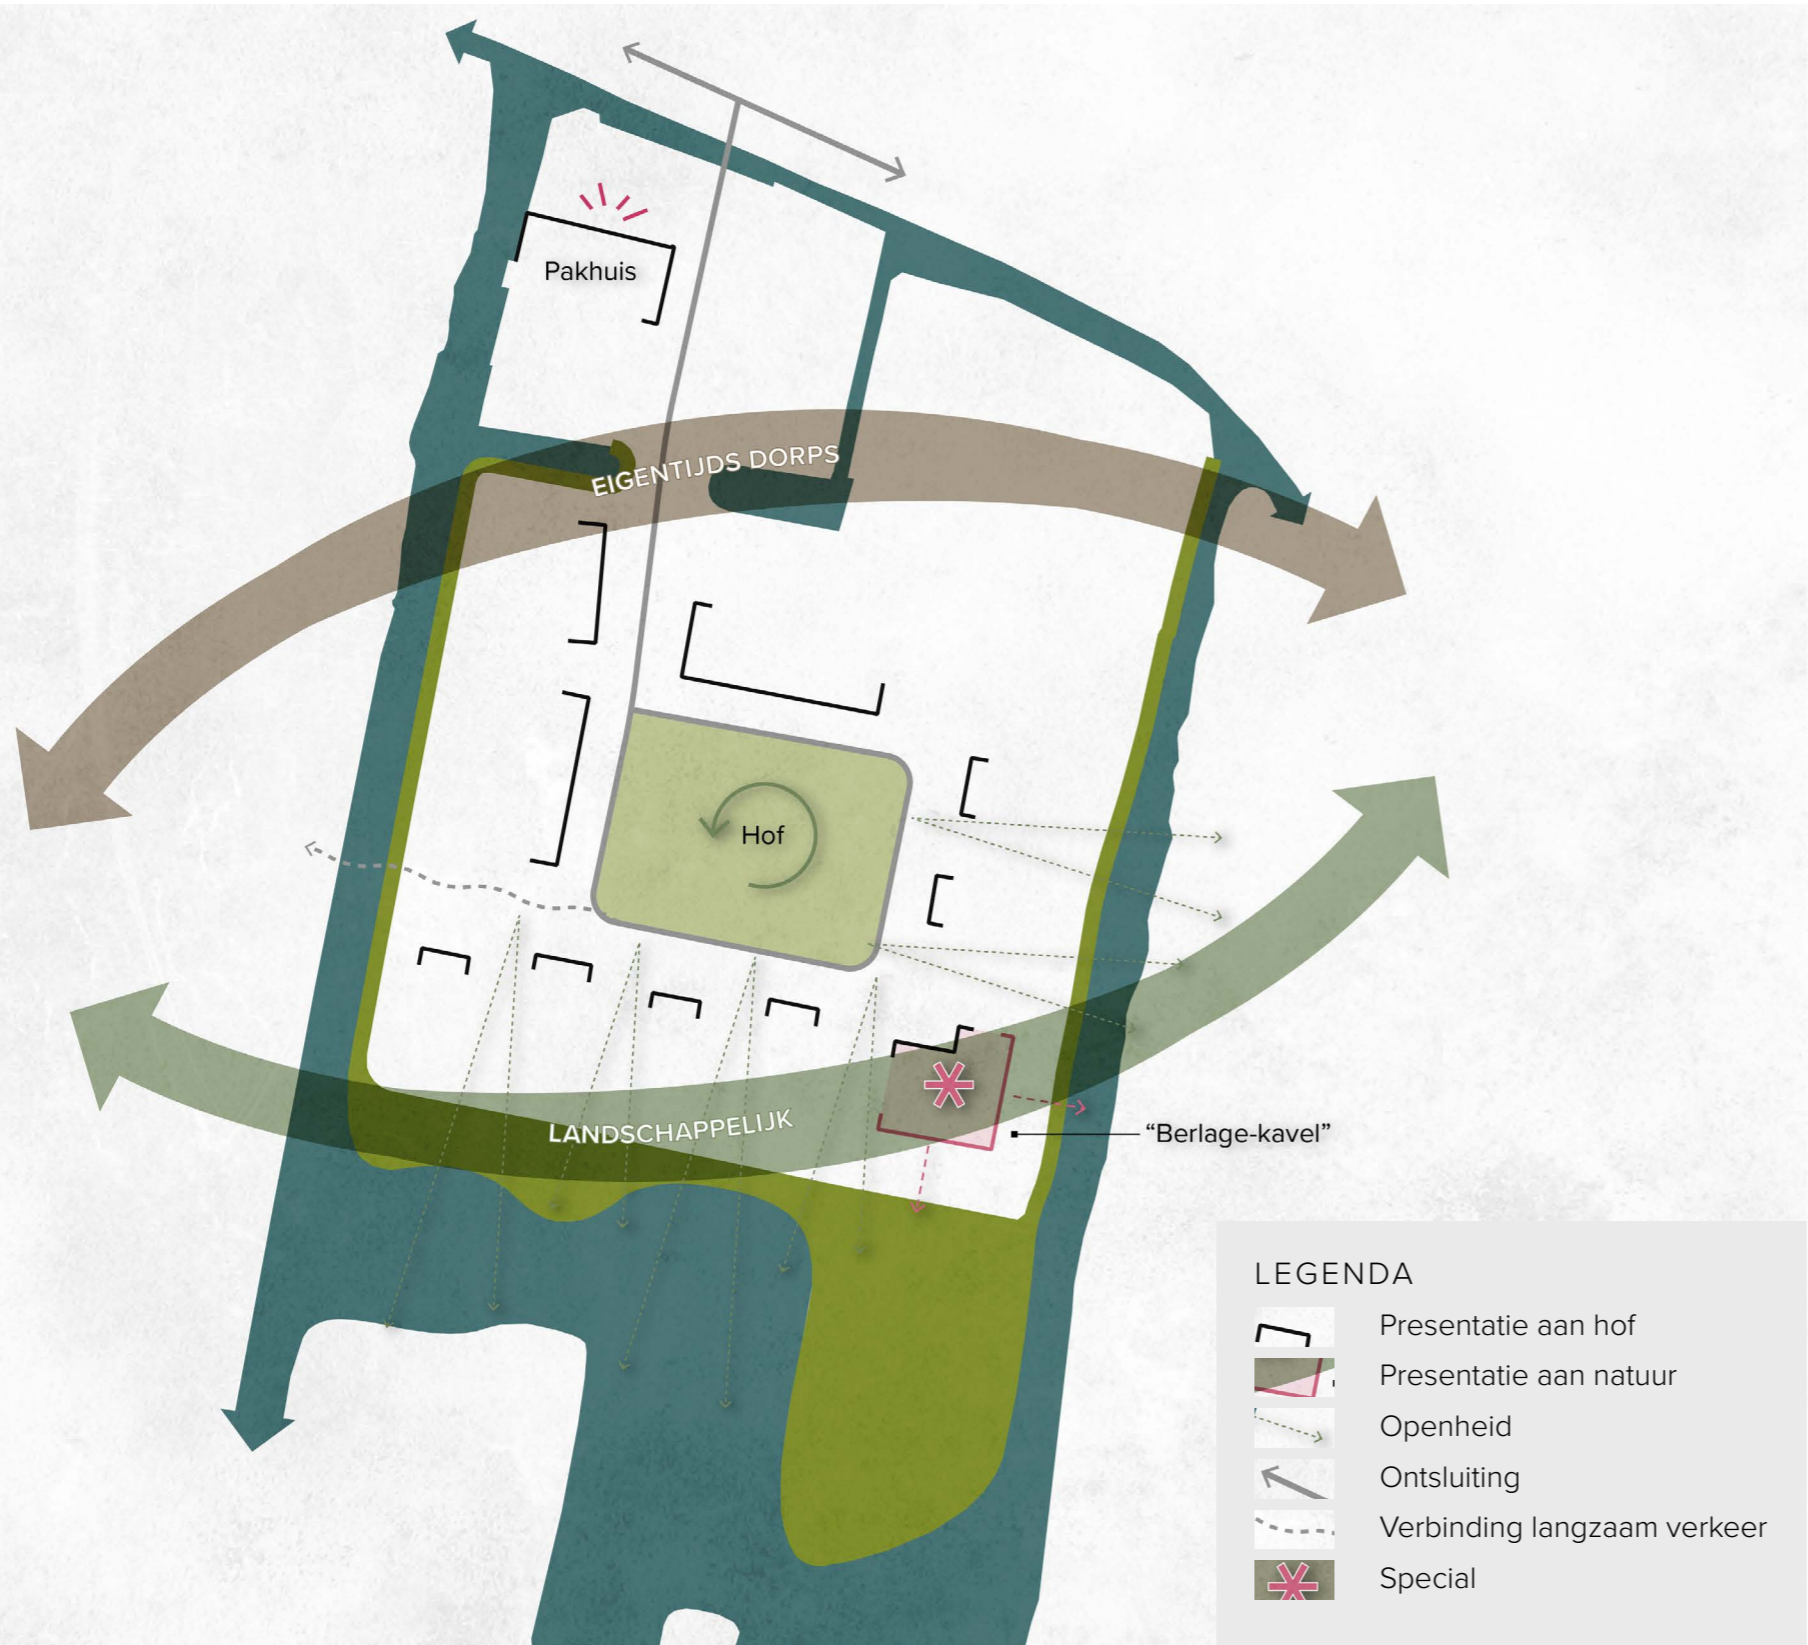 Pakhuis
EIGENTIJDS DORPS
Hof
LANDSCHAPPELIJK
“Berlage-kavel”
LEGENDA
Presentatie aan hof
Presentatie aan natuur
Openheid
Ontsluiting
Verbinding langzaam verkeer
Special